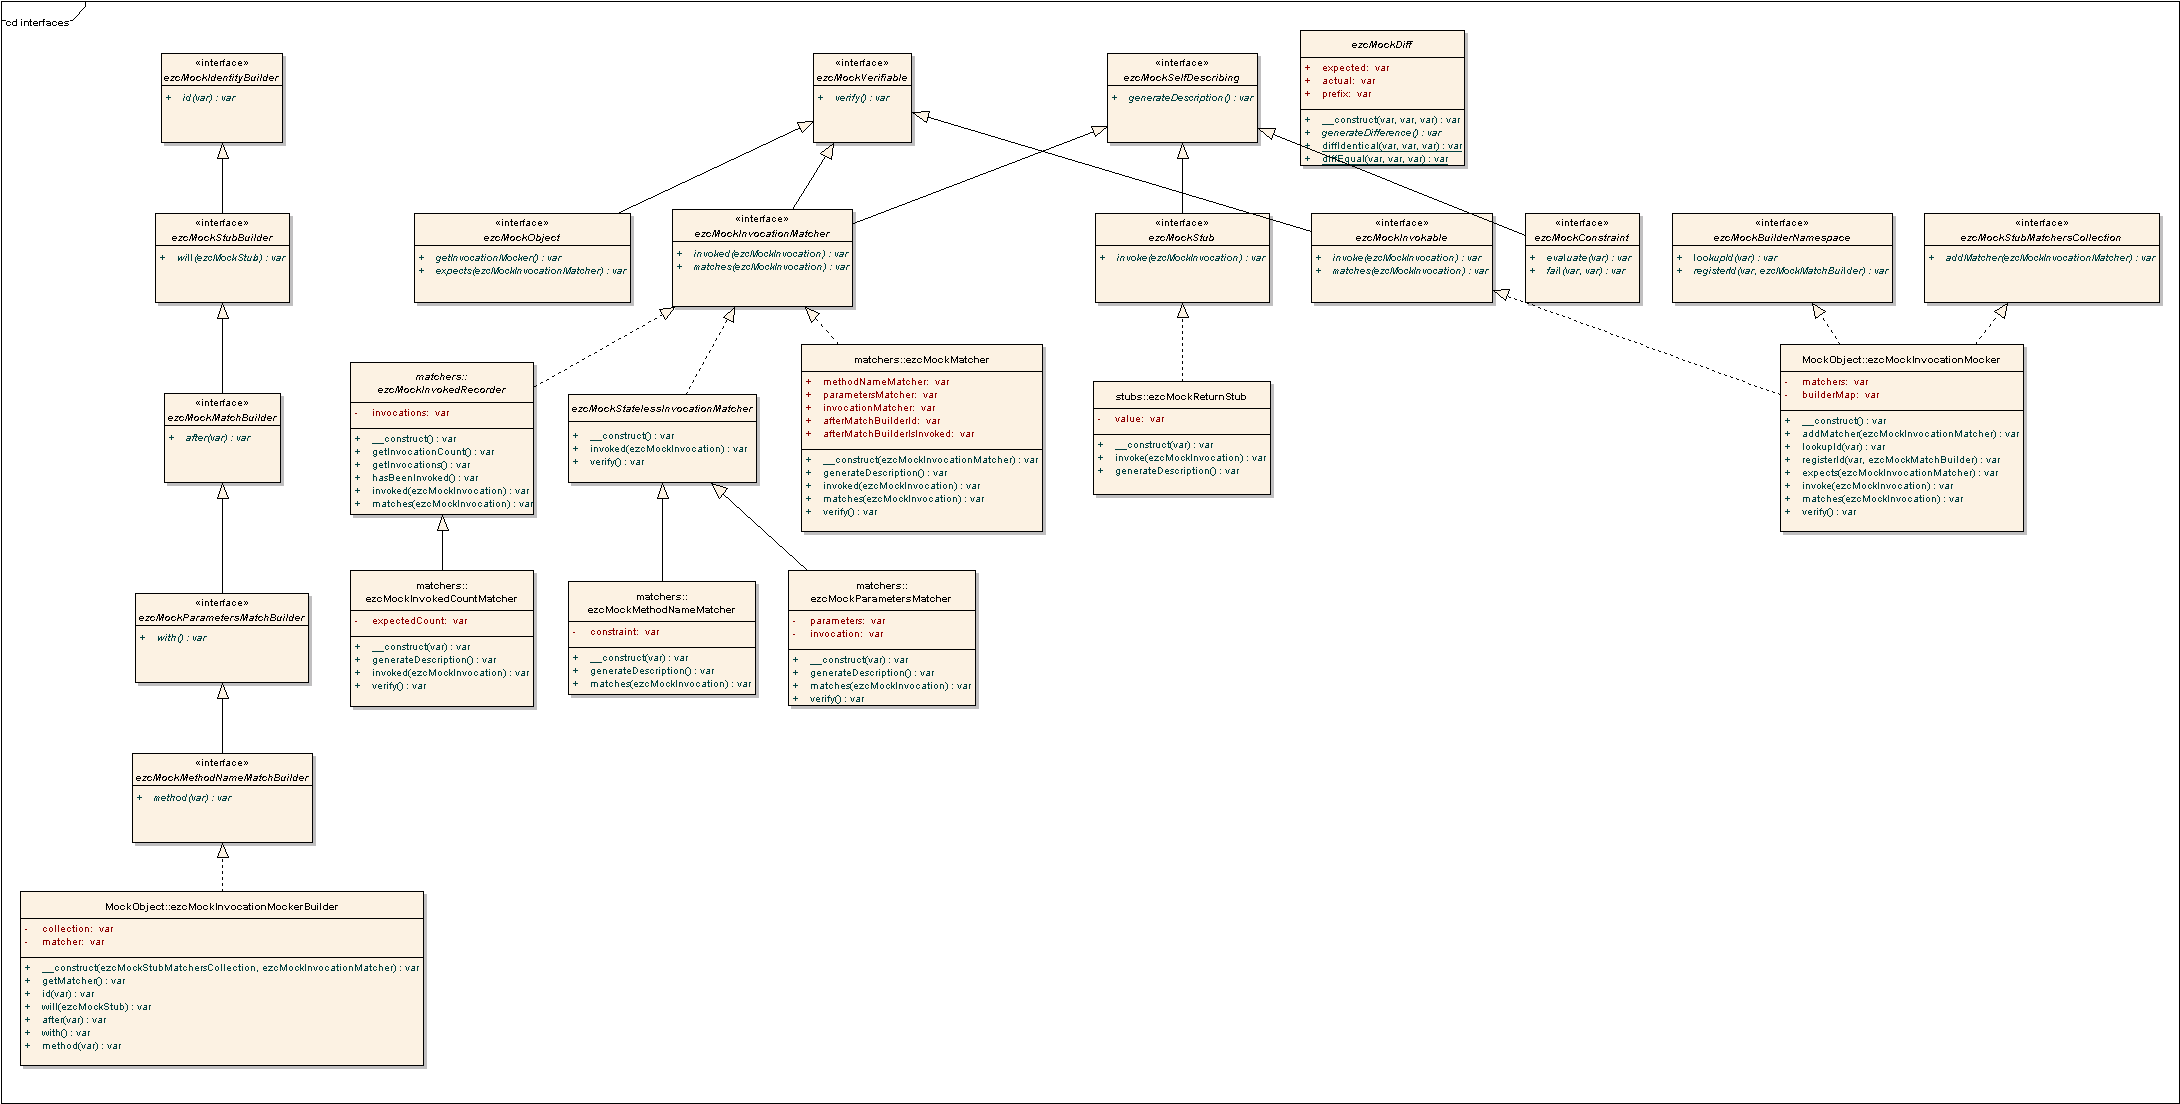 cd interfaces
«interface»
ezcMockIdentityBuilder
+ id(var) : var
«interface»
ezcMockVerifiable
+ verify() : var
«interface»
ezcMockSelfDescribing
+ generateDescription() : var
ezcMockDiff
+ expected: var
+ actual: var
+ prefix: var
+ __construct(var, var, var) : var
+ generateDifference() : var
+ diffIdentical(var, var, var) : var
+ diffEqual(var, var, var) : var
«interface»
ezcMockStubBuilder
+ will(ezcMockStub) : var
«interface»
ezcMockObject
+ getInvocationMocker() : var
+ expects(ezcMockInvocationMatcher) : var
«interface»
ezcMockInvocationMatcher
+ invoked(ezcMockInvocation) : var
+ matches(ezcMockInvocation) : var
«interface»
ezcMockStub
+ invoke(ezcMockInvocation) : var
«interface»
ezcMockInvokable
+ invoke(ezcMockInvocation) : var
+ matches(ezcMockInvocation) : var
«interface»
ezcMockConstraint
+ evaluate(var) : var
+ fail(var, var) : var
«interface»
ezcMockBuilderNamespace
+ lookupId(var) : var
+ registerId(var, ezcMockMatchBuilder) : var
«interface»
ezcMockStubMatchersCollection
+ addMatcher(ezcMockInvocationMatcher) : var
«interface»
ezcMockMatchBuilder
+ after(var) : var
matchers::
ezcMockInvokedRecorder
- invocations: var
+ __construct() : var
+ getInvocationCount() : var
+ getInvocations() : var
+ hasBeenInvoked() : var
+ invoked(ezcMockInvocation) : var
+ matches(ezcMockInvocation) : var
ezcMockStatelessInvocationMatcher
+ __construct() : var
+ invoked(ezcMockInvocation) : var
+ verify() : var
matchers::ezcMockMatcher
+ methodNameMatcher: var
+ parametersMatcher: var
+ invocationMatcher: var
+ afterMatchBuilderId: var
+ afterMatchBuilderIsInvoked: var
+ __construct(ezcMockInvocationMatcher) : var
+ generateDescription() : var
+ invoked(ezcMockInvocation) : var
+ matches(ezcMockInvocation) : var
+ verify() : var
stubs::ezcMockReturnStub
- value: var
+ __construct(var) : var
+ invoke(ezcMockInvocation) : var
+ generateDescription() : var
MockObject::ezcMockInvocationMocker
- matchers: var
- builderMap: var
+ __construct() : var
+ addMatcher(ezcMockInvocationMatcher) : var
+ lookupId(var) : var
+ registerId(var, ezcMockMatchBuilder) : var
+ expects(ezcMockInvocationMatcher) : var
+ invoke(ezcMockInvocation) : var
+ matches(ezcMockInvocation) : var
+ verify() : var
«interface»
ezcMockParametersMatchBuilder
+ with() : var
matchers::
ezcMockInvokedCountMatcher
- expectedCount: var
+ __construct(var) : var
+ generateDescription() : var
+ invoked(ezcMockInvocation) : var
+ verify() : var
matchers::
ezcMockMethodNameMatcher
- constraint: var
+ __construct(var) : var
+ generateDescription() : var
+ matches(ezcMockInvocation) : var
matchers::
ezcMockParametersMatcher
- parameters: var
- invocation: var
+ __construct(var) : var
+ generateDescription() : var
+ matches(ezcMockInvocation) : var
+ verify() : var
«interface»
ezcMockMethodNameMatchBuilder
+ method(var) : var
MockObject::ezcMockInvocationMockerBuilder
- collection: var
- matcher: var
+ __construct(ezcMockStubMatchersCollection, ezcMockInvocationMatcher) : var
+ getMatcher() : var
+ id(var) : var
+ will(ezcMockStub) : var
+ after(var) : var
+ with() : var
+ method(var) : var